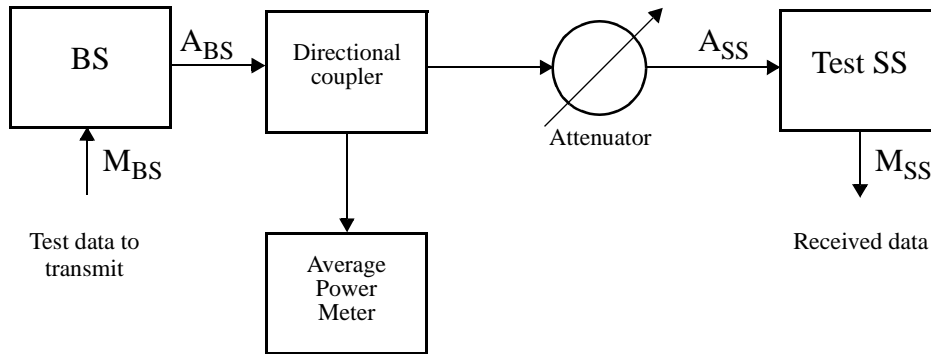 BS
A_BS
Directional
coupler
A_SS
Test SS
Attenuator
M_BS
M_SS
Test data to
transmit
Received data
Average
Power
Meter